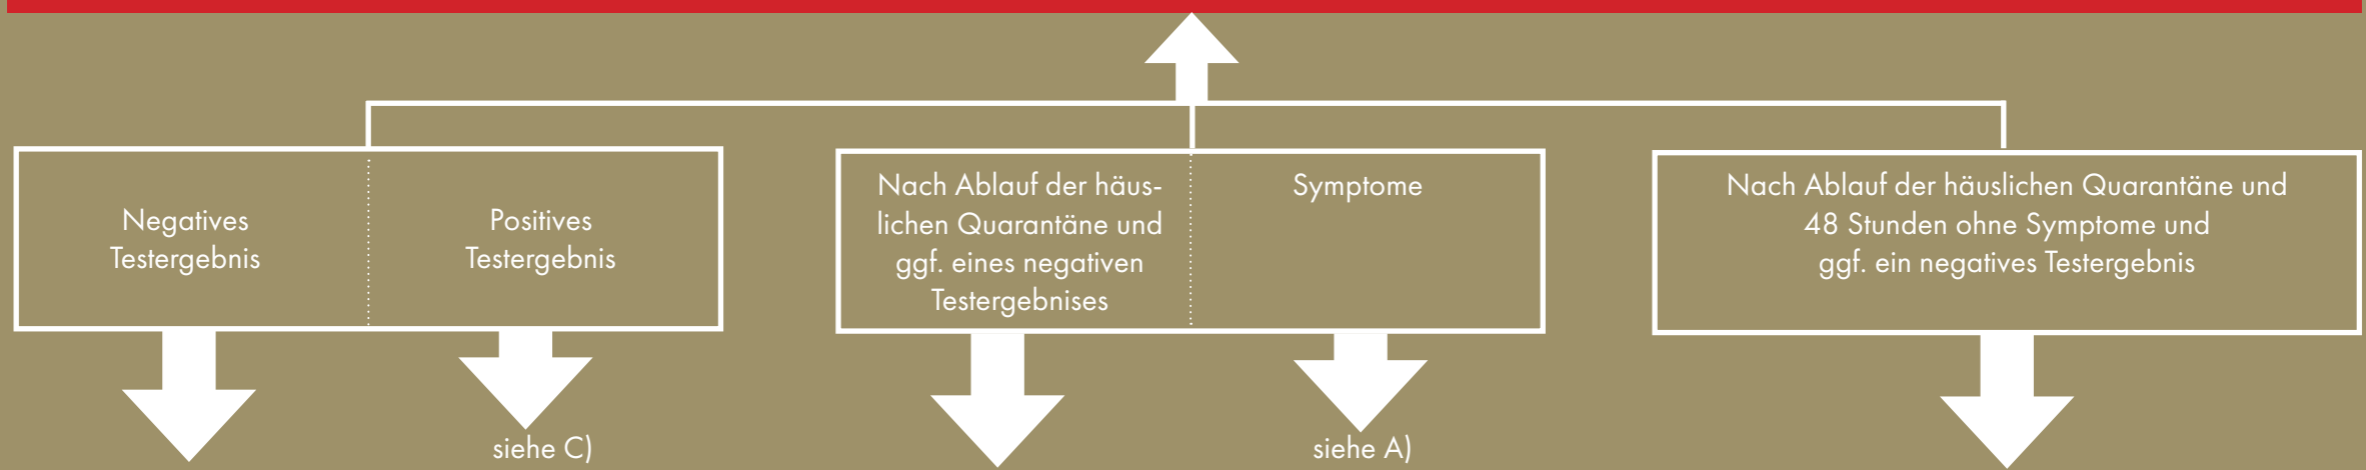 Negatives
Testergebnis
Positives
Testergebnis
siehe C)
Nach Ablauf der häus-
lichen Quarantäne und
ggf. eines negativen
Testergebnises
Symptome
siehe A)
Nach Ablauf der häuslichen Quarantäne und
48 Stunden ohne Symptome und
ggf. ein negatives Testergebnis